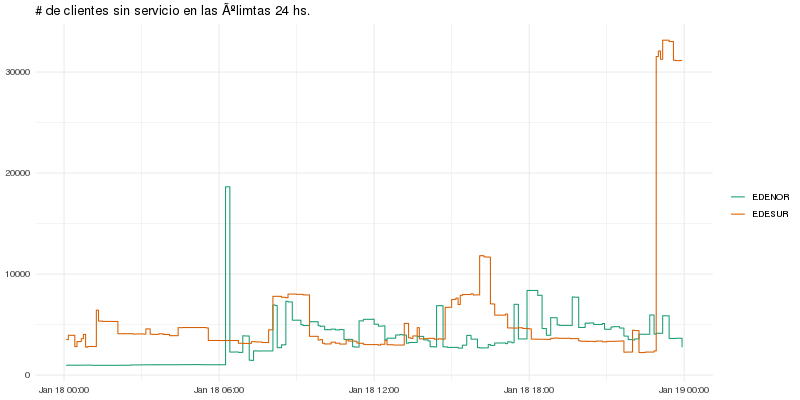 # de clientes sin servicio en las Ãºlimtas 24 hs.
30000
20000
10000
0
Jan 18 00:00
Jan 18 06:00
Jan 18 12:00
Jan 18 18:00
Jan 19 00:00
EDENOR
EDESUR